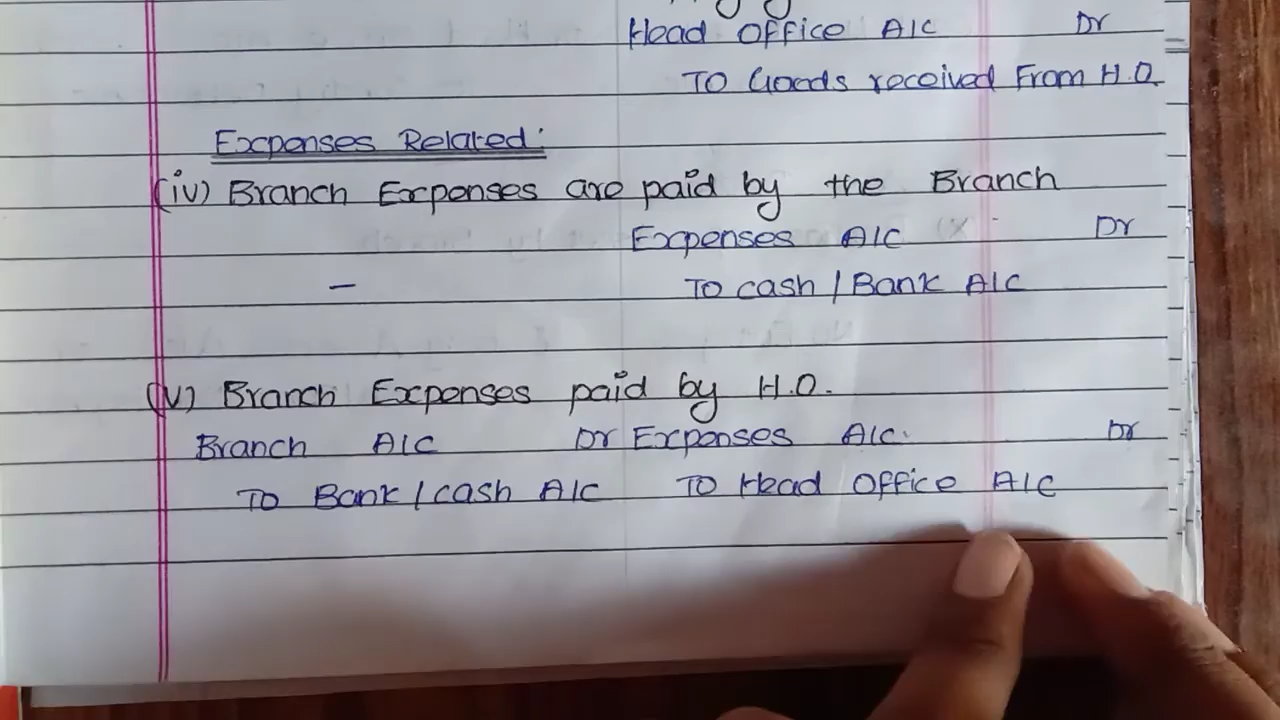 Head Office A/C Dr
To Goods received From H.O.
Expenses Related:
(iv) Branch Expenses are paid by the Branch
Expenses A/C Dr
— To cash / Bank A/C
(v) Branch Expenses paid by H.O.
Branch A/C Dr Expenses A/C. Dr
To Bank / cash A/C To Head Office A/C